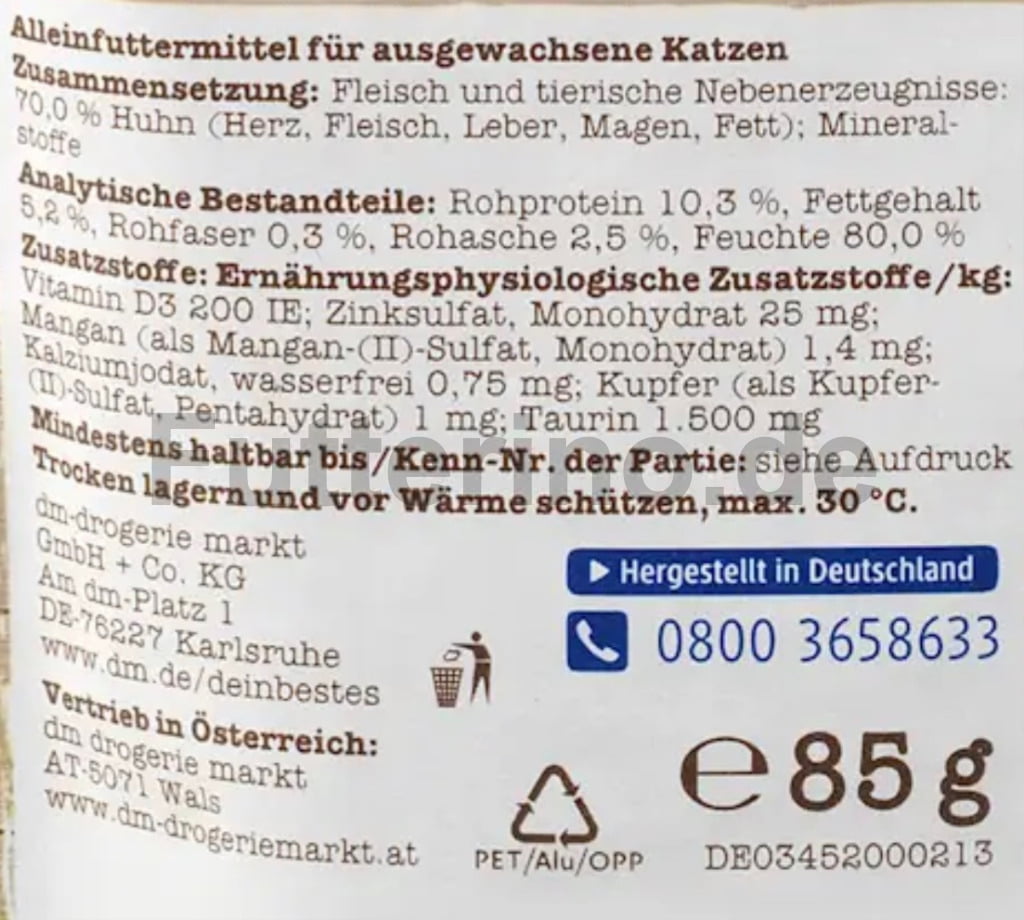 Alleinfuttermittel für ausgewachsene Katzen
Zusammensetzung: Fleisch und tierische Nebenerzeugnisse:
70,0 % Huhn (Herz, Fleisch, Leber, Magen, Fett); Mineral-
stoffe
Analytische Bestandteile: Rohprotein 10,3 %, Fettgehalt
5,2 %, Rohfaser 0,3 %, Rohasche 2,5 %, Feuchte 80,0 %
Zusatzstoffe: Ernährungsphysiologische Zusatzstoffe/kg:
Vitamin D3 200 IE; Zinksulfat, Monohydrat 25 mg;
Mangan (als Mangan-(II)-Sulfat, Monohydrat) 1,4 mg;
Kalziumjodat, wasserfrei 0,75 mg; Kupfer (als Kupfer-
(II)-Sulfat, Pentahydrat) 1 mg; Taurin 1.500 mg
Mindestens haltbar bis/Kenn-Nr. der Partie: siehe Aufdruck
Trocken lagern und vor Wärme schützen, max. 30 °C.
Futterino.de
dm-drogerie markt
GmbH + Co. KG
Am dm-Platz 1
DE-76227 Karlsruhe
www.dm.de/deinbestes
Vertrieb in Österreich:
dm drogerie markt
AT-5071 Wals
www.dm-drogeriemarkt.at
Hergestellt in Deutschland
0800 3658633
PET/Alu/OPP
℮ 85 g
DE03452000213